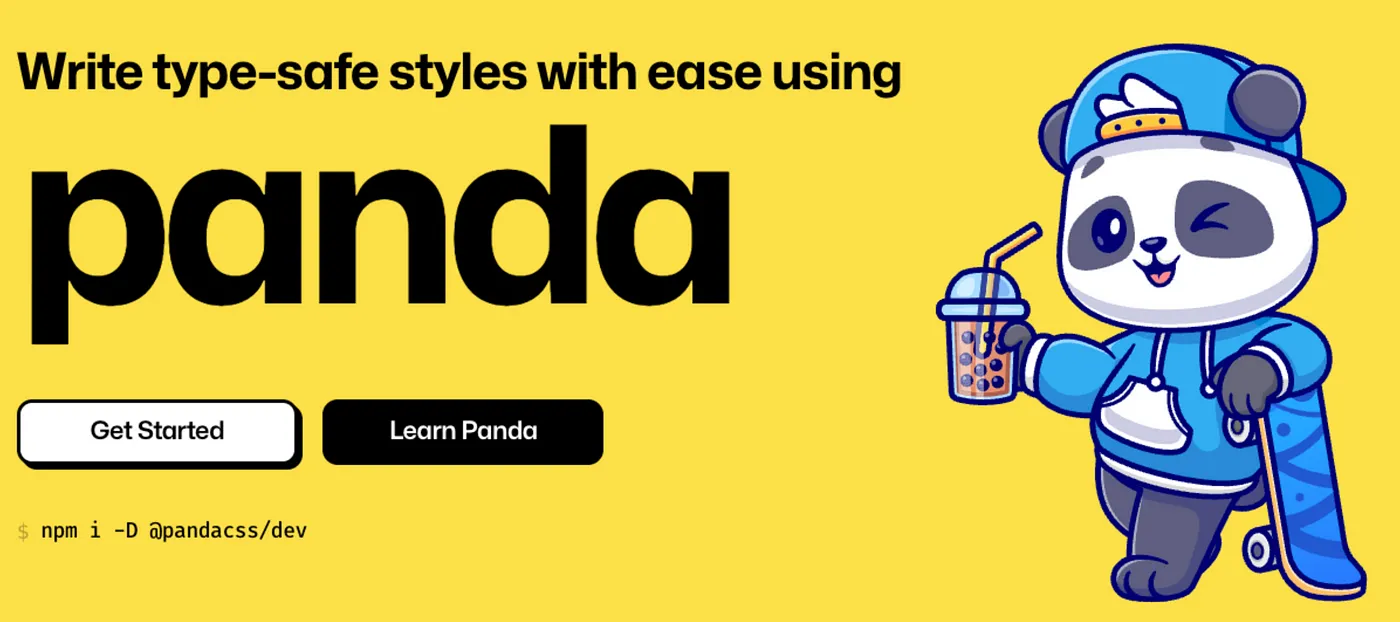 Write type-safe styles with ease using
panda
Get Started
Learn Panda
$ npm i -D @pandacss/dev